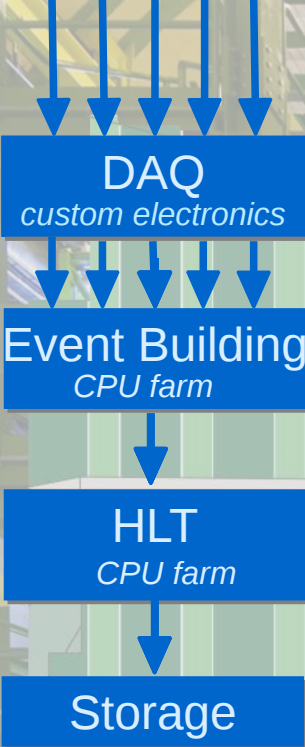 DAQ
custom electronics
Event Building
CPU farm
HLT
CPU farm
Storage